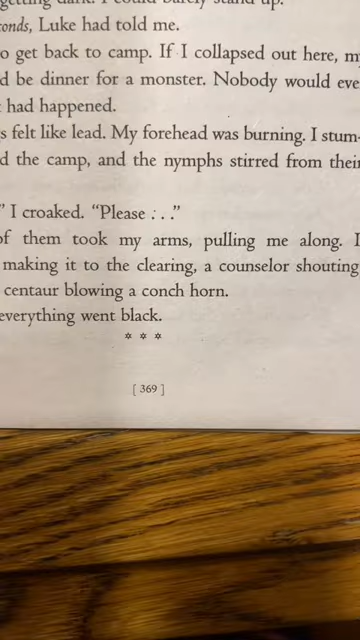 getting dark. I could barely stand up.
onds, Luke had told me.
o get back to camp. If I collapsed out here, my
d be dinner for a monster. Nobody would eve
t had happened.
s felt like lead. My forehead was burning. I stum-
d the camp, and the nymphs stirred from their
” I croaked. “Please . . .”
of them took my arms, pulling me along. I
making it to the clearing, a counselor shouting
centaur blowing a conch horn.
everything went black.
* * *
[ 369 ]